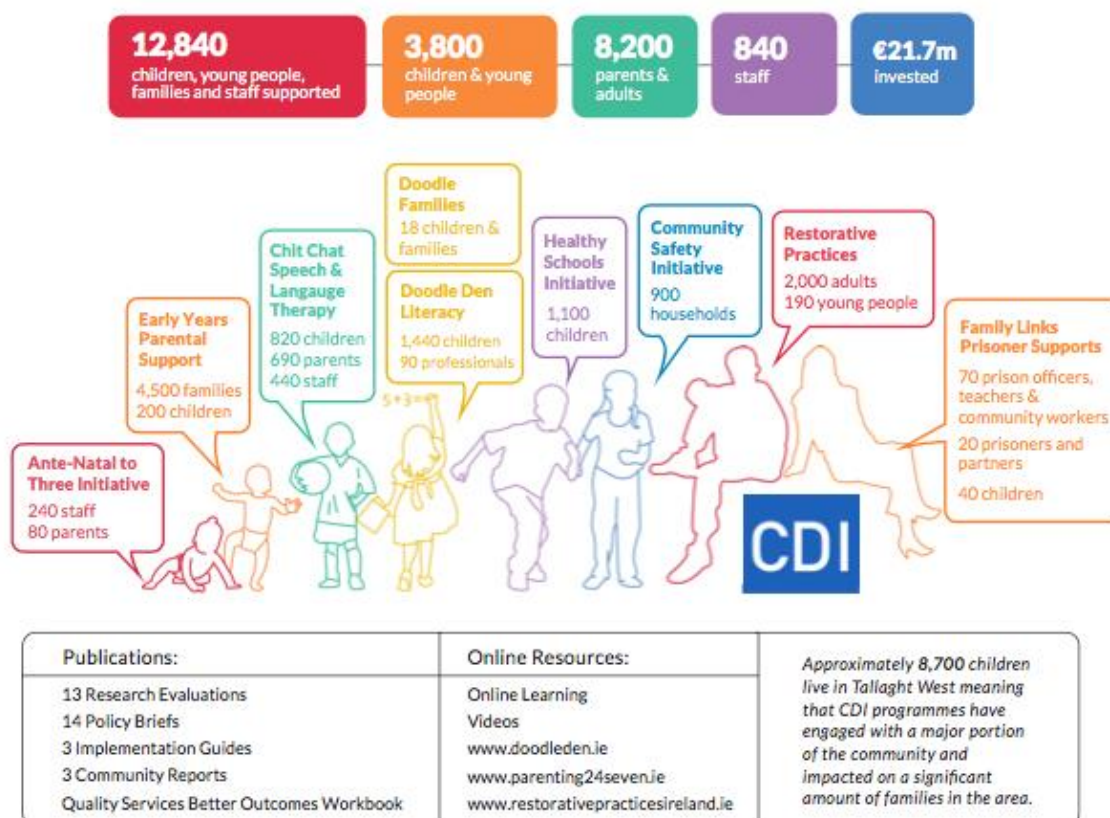 12,840
children, young people,
families and staff supported
3,800
children & young
people
8,200
parents &
adults
840
staff
€21.7m
invested
Ante-Natal to
Three Initiative
240 staff
80 parents
Early Years
Parental
Support
4,500 families
200 children
Chit Chat
Speech &
Langauge
Therapy
820 children
690 parents
440 staff
Doodle
Families
18 children &
families
Doodle Den
Literacy
1,440 children
90 professionals
5+3=
Healthy
Schools
Initiative
1,100
children
Community
Safety
Initiative
900
households
Restorative
Practices
2,000 adults
190 young people
Family Links
Prisoner Supports
70 prison officers,
teachers &
community workers
20 prisoners and
partners
40 children
CDI
Publications:
13 Research Evaluations
14 Policy Briefs
3 Implementation Guides
3 Community Reports
Quality Services Better Outcomes Workbook
Online Resources:
Online Learning
Videos
www.doodleden.ie
www.parenting24seven.ie
www.restorativepracticesireland.ie
Approximately 8,700 children
live in Tallaght West meaning
that CDI programmes have
engaged with a major portion
of the community and
impacted on a significant
amount of families in the area.